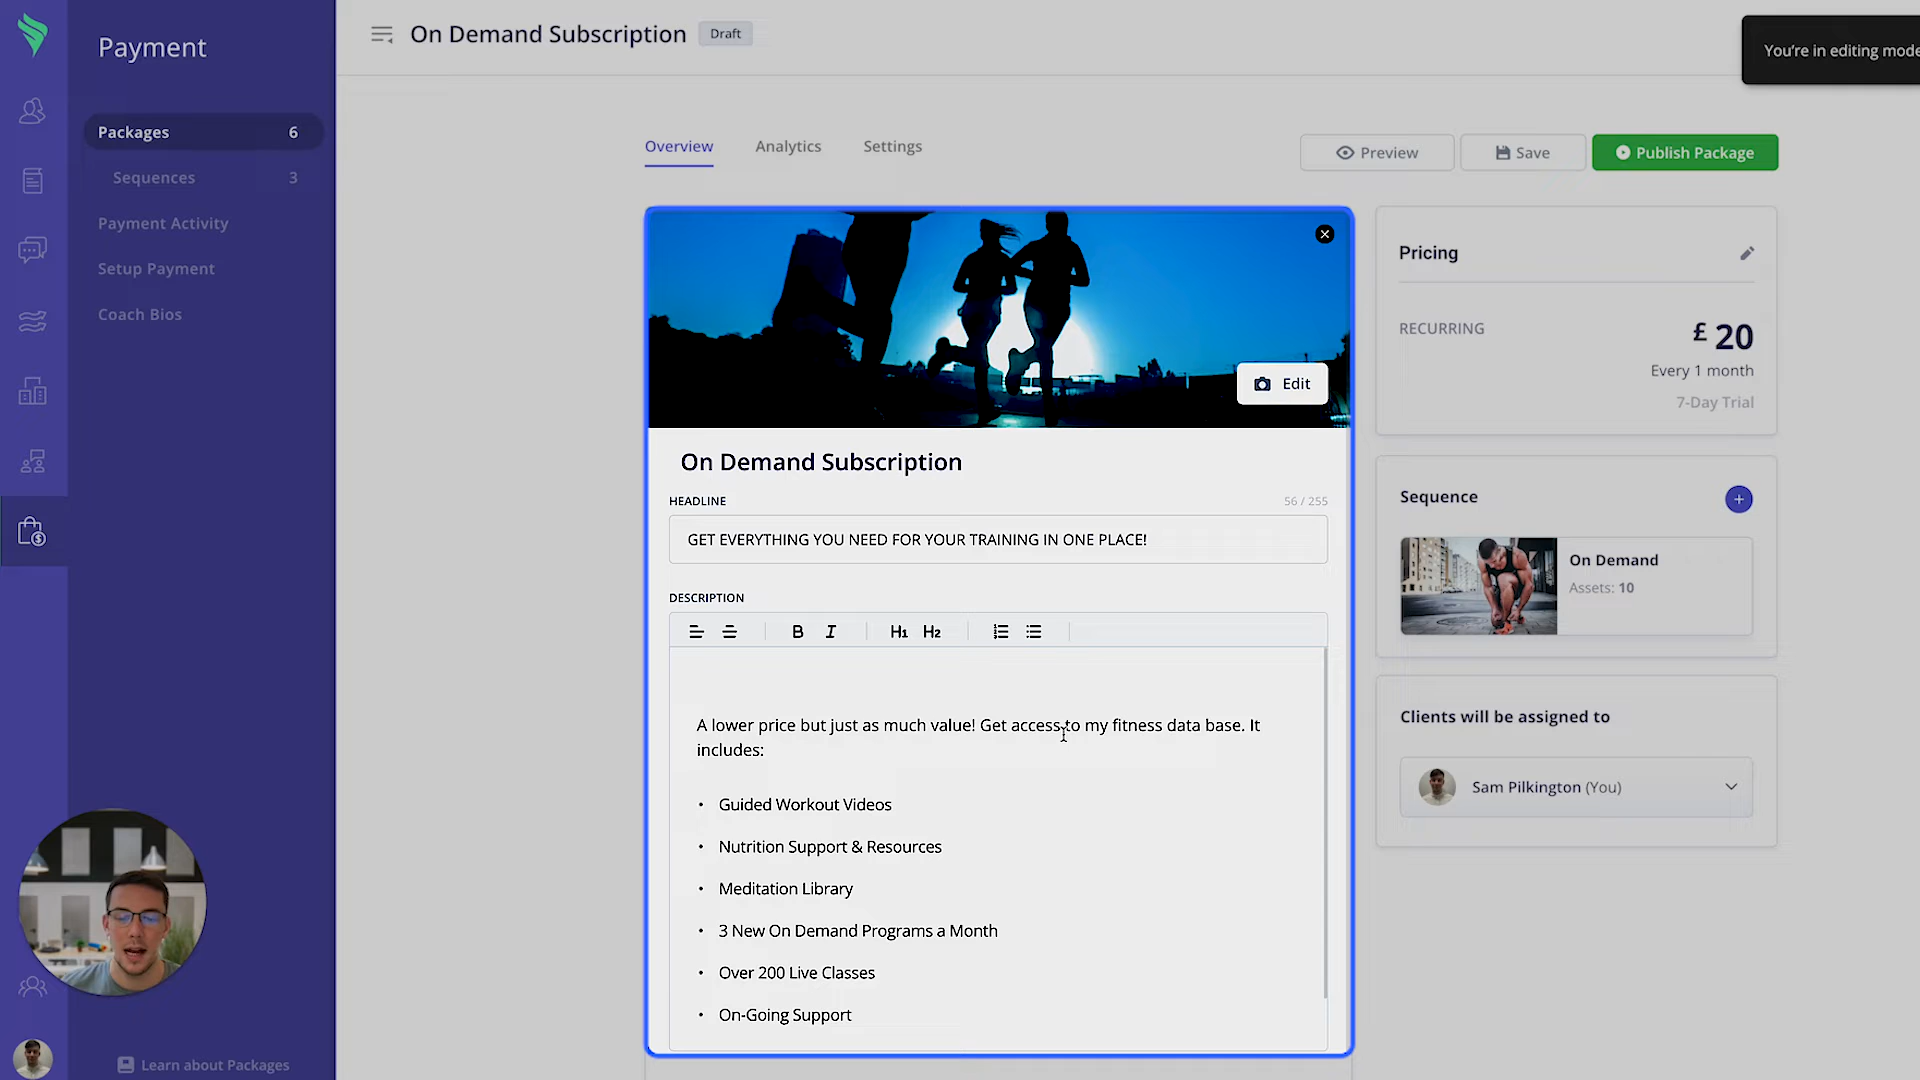 Payment
Packages 6
Sequences 3
Payment Activity
Setup Payment
Coach Bios
Learn about Packages
On Demand Subscription Draft
You're in editing mode
Overview Analytics Settings
Preview Save Publish Package
Edit
On Demand Subscription
HEADLINE 56 / 255
GET EVERYTHING YOU NEED FOR YOUR TRAINING IN ONE PLACE!
DESCRIPTION
B I H1 H2
A lower price but just as much value! Get access to my fitness data base. It
includes:
• Guided Workout Videos
• Nutrition Support & Resources
• Meditation Library
• 3 New On Demand Programs a Month
• Over 200 Live Classes
• On-Going Support
Pricing
RECURRING £ 20
Every 1 month
7-Day Trial
Sequence
On Demand
Assets: 10
Clients will be assigned to
Sam Pilkington (You)